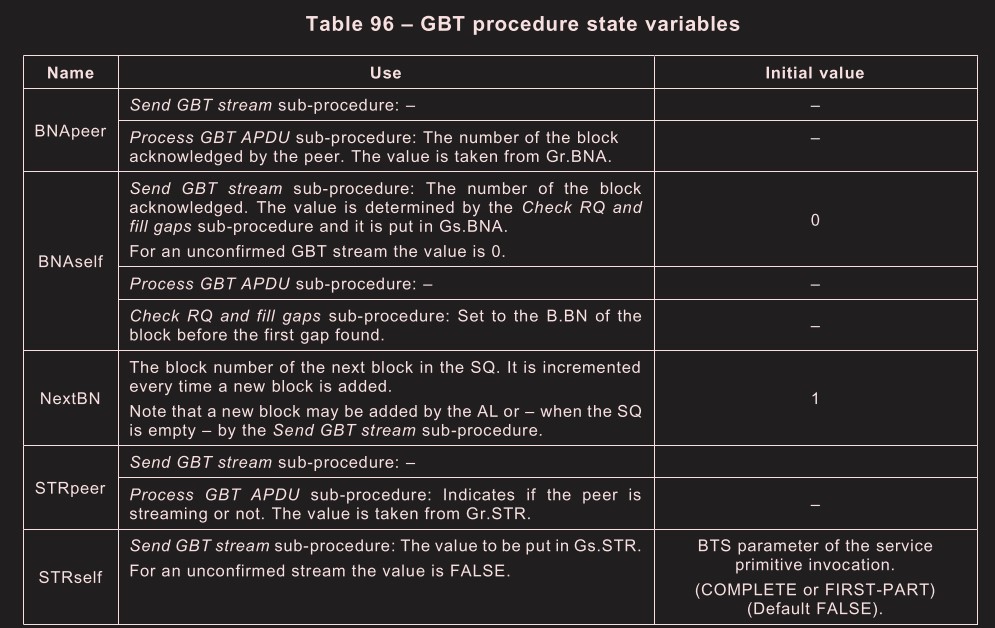 Table 96 – GBT procedure state variables
Name
Use
Initial value
BNApeer
Send GBT stream sub-procedure: –
–
Process GBT APDU sub-procedure: The number of the block
acknowledged by the peer. The value is taken from Gr.BNA.
–
BNAself
Send GBT stream sub-procedure: The number of the block
acknowledged. The value is determined by the Check RQ and
fill gaps sub-procedure and it is put in Gs.BNA.
For an unconfirmed GBT stream the value is 0.
0
Process GBT APDU sub-procedure: –
–
Check RQ and fill gaps sub-procedure: Set to the B.BN of the
block before the first gap found.
–
NextBN
The block number of the next block in the SQ. It is incremented
every time a new block is added.
Note that a new block may be added by the AL or – when the SQ
is empty – by the Send GBT stream sub-procedure.
1
STRpeer
Send GBT stream sub-procedure: –
Process GBT APDU sub-procedure: Indicates if the peer is
streaming or not. The value is taken from Gr.STR.
–
STRself
Send GBT stream sub-procedure: The value to be put in Gs.STR.
For an unconfirmed stream the value is FALSE.
BTS parameter of the service
primitive invocation.
(COMPLETE or FIRST-PART)
(Default FALSE).